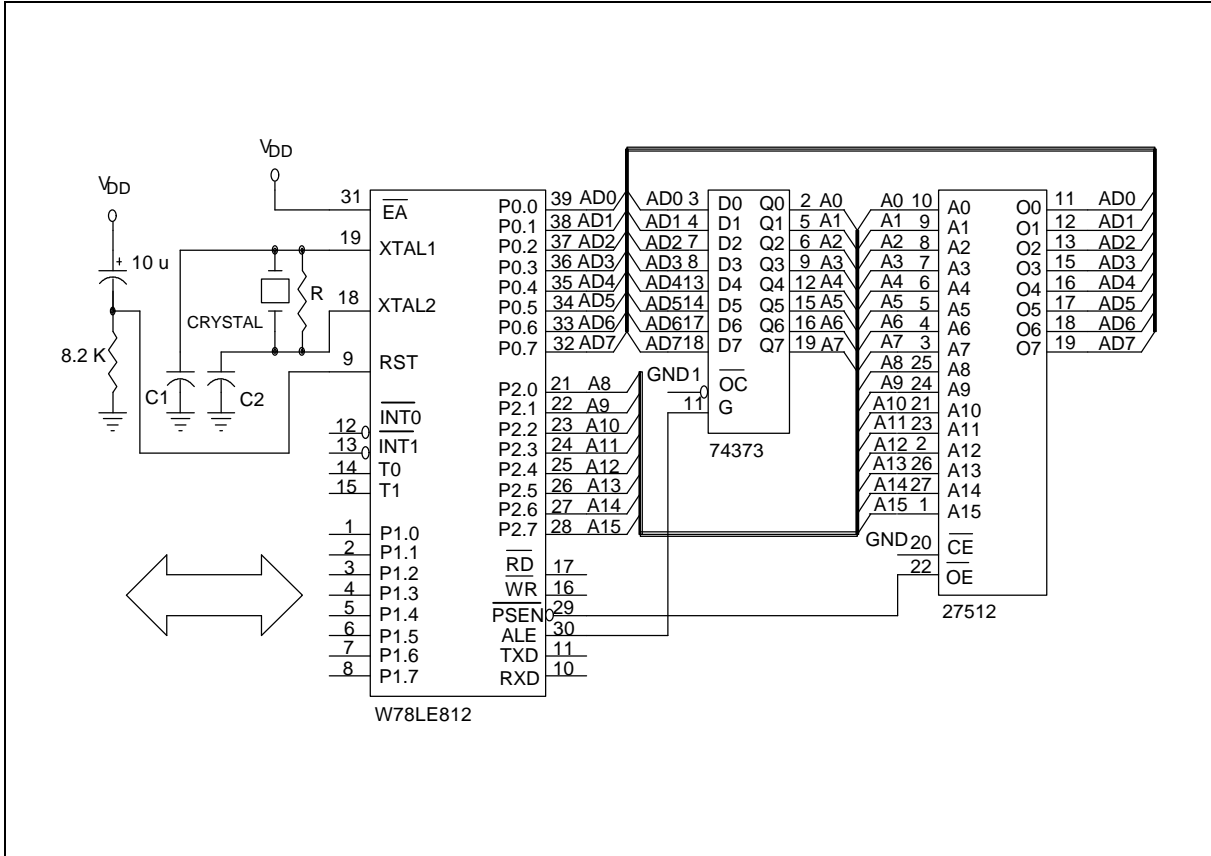 VDD
VDD
10 u
8.2 K
C1
C2
CRYSTAL
R
31 EA
19 XTAL1
18 XTAL2
9 RST
12 INT0
13 INT1
14 T0
15 T1
1 P1.0
2 P1.1
3 P1.2
4 P1.3
5 P1.4
6 P1.5
7 P1.6
8 P1.7
P0.0 39 AD0
P0.1 38 AD1
P0.2 37 AD2
P0.3 36 AD3
P0.4 35 AD4
P0.5 34 AD5
P0.6 33 AD6
P0.7 32 AD7
P2.0 21 A8
P2.1 22 A9
P2.2 23 A10
P2.3 24 A11
P2.4 25 A12
P2.5 26 A13
P2.6 27 A14
P2.7 28 A15
RD 17
WR 16
PSEN 29
ALE 30
TXD 11
RXD 10
W78LE812
AD0 3 D0 Q0 2 A0
AD1 4 D1 Q1 5 A1
AD2 7 D2 Q2 6 A2
AD3 8 D3 Q3 9 A3
AD4 13 D4 Q4 12 A4
AD5 14 D5 Q5 15 A5
AD6 17 D6 Q6 16 A6
AD7 18 D7 Q7 19 A7
GND 1 OC
11 G
74373
A0 10 A0 O0 11 AD0
A1 9 A1 O1 12 AD1
A2 8 A2 O2 13 AD2
A3 7 A3 O3 15 AD3
A4 6 A4 O4 16 AD4
A5 5 A5 O5 17 AD5
A6 4 A6 O6 18 AD6
A7 3 A7 O7 19 AD7
A8 25 A8
A9 24 A9
A10 21 A10
A11 23 A11
A12 2 A12
A13 26 A13
A14 27 A14
A15 1 A15
GND 20 CE
22 OE
27512